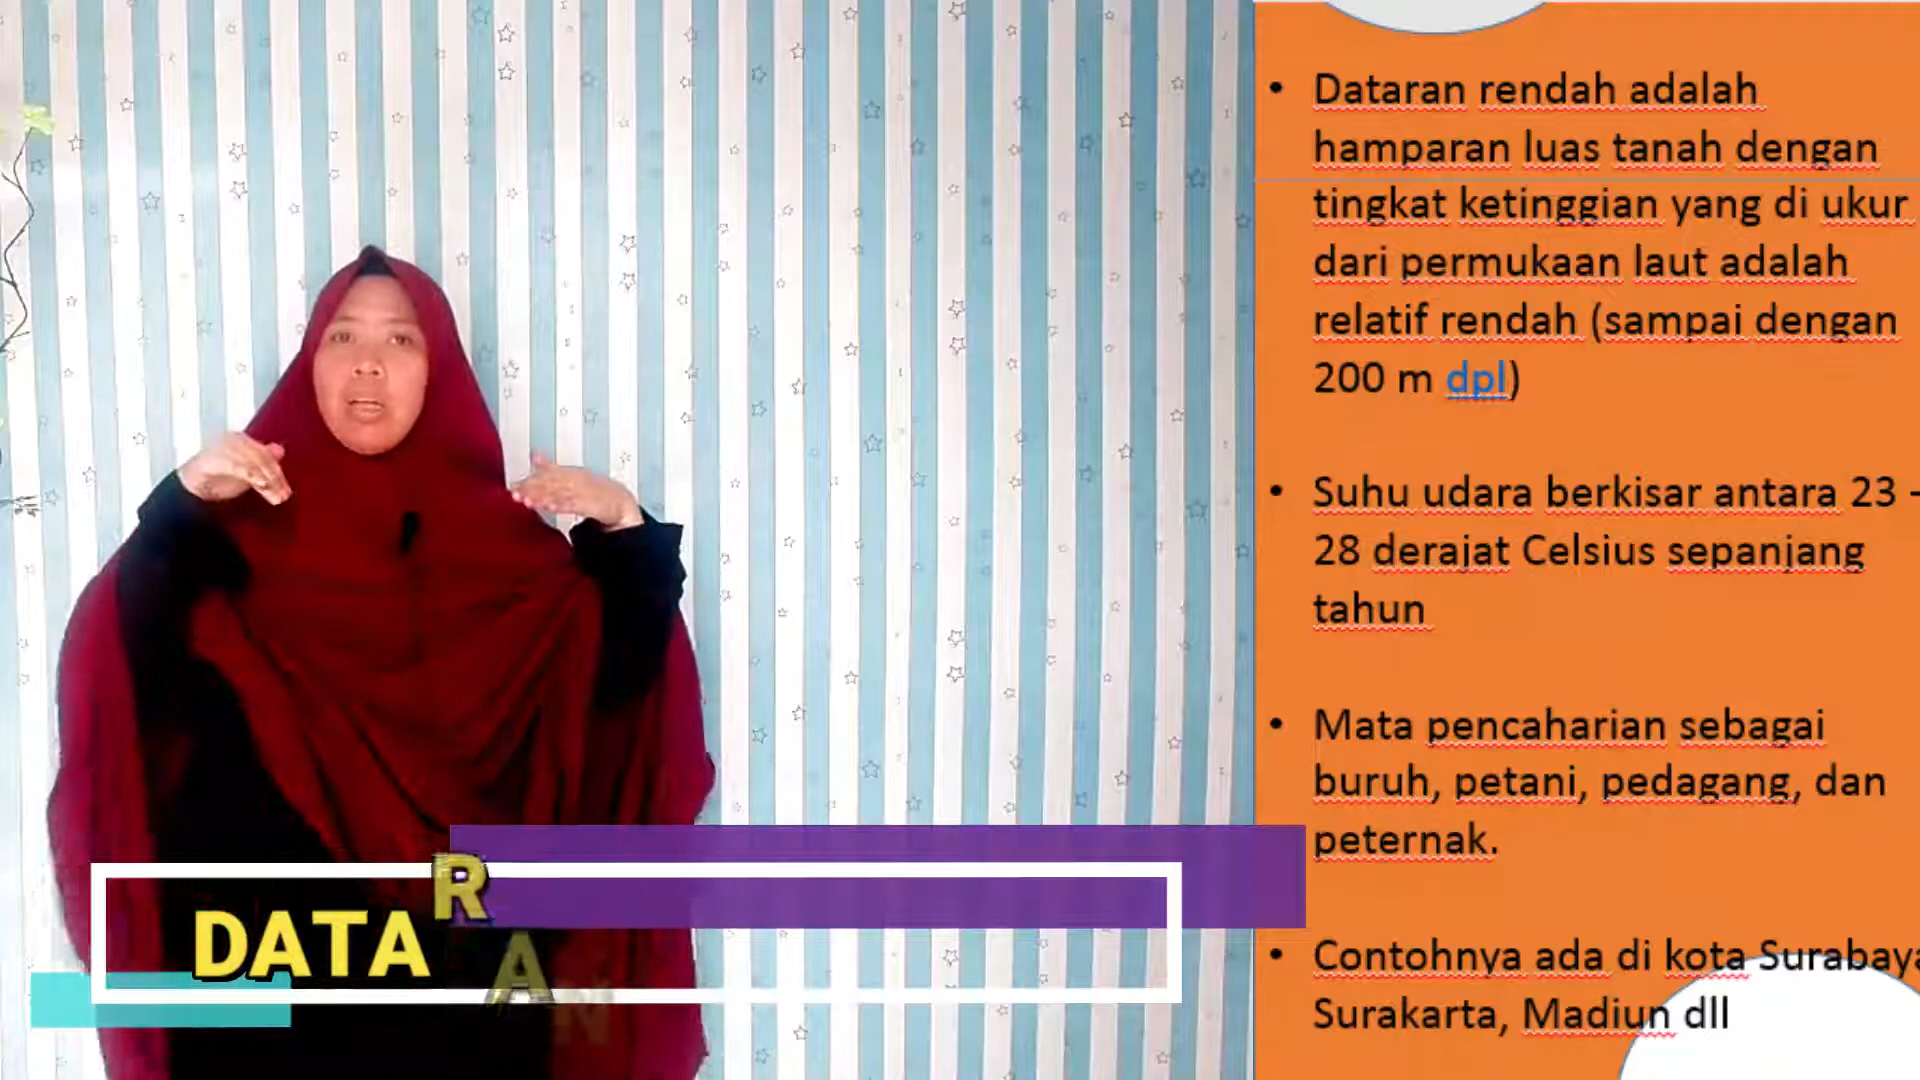 • Dataran rendah adalah
hamparan luas tanah dengan
tingkat ketinggian yang di ukur
dari permukaan laut adalah
relatif rendah (sampai dengan
200 m dpl)
• Suhu udara berkisar antara 23 -
28 derajat Celsius sepanjang
tahun
• Mata pencaharian sebagai
buruh, petani, pedagang, dan
peternak.
• Contohnya ada di kota Surabaya
Surakarta, Madiun dll
DATARAN